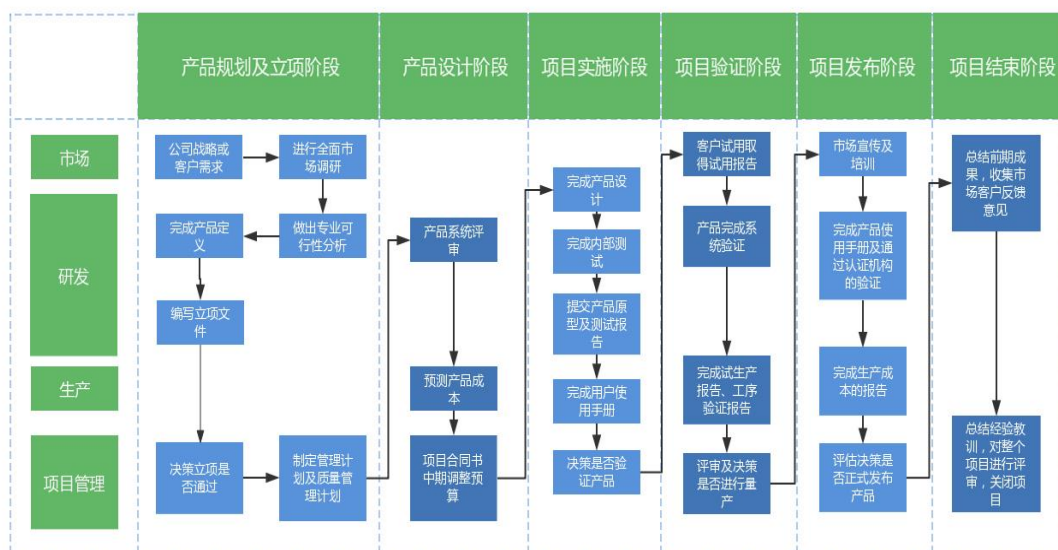 产品规划及立项阶段
产品设计阶段
项目实施阶段
项目验证阶段
项目发布阶段
项目结束阶段
市场
研发
生产
项目管理
公司战略或
客户需求
进行全面市
场调研
做出专业可
行性分析
完成产品定
义
编写立项文
件
决策立项是
否通过
制定管理计
划及质量管
理计划
产品系统评
审
预测产品成
本
项目合同书
中期调整预
算
完成产品设
计
完成内部测
试
提交产品原
型及测试报
告
完成用户使
用手册
决策是否验
证产品
客户试用取
得试用报告
产品完成系
统验证
完成试生产
报告、工序
验证报告
评审及决策
是否进行量
产
市场宣传及
培训
完成产品使
用手册及通
过认证机构
的验证
完成生产成
本的报告
评估决策是
否正式发布
产品
总结前期成
果，收集市
场客户反馈
意见
总结经验教
训，对整个
项目进行评
审，关闭项
目